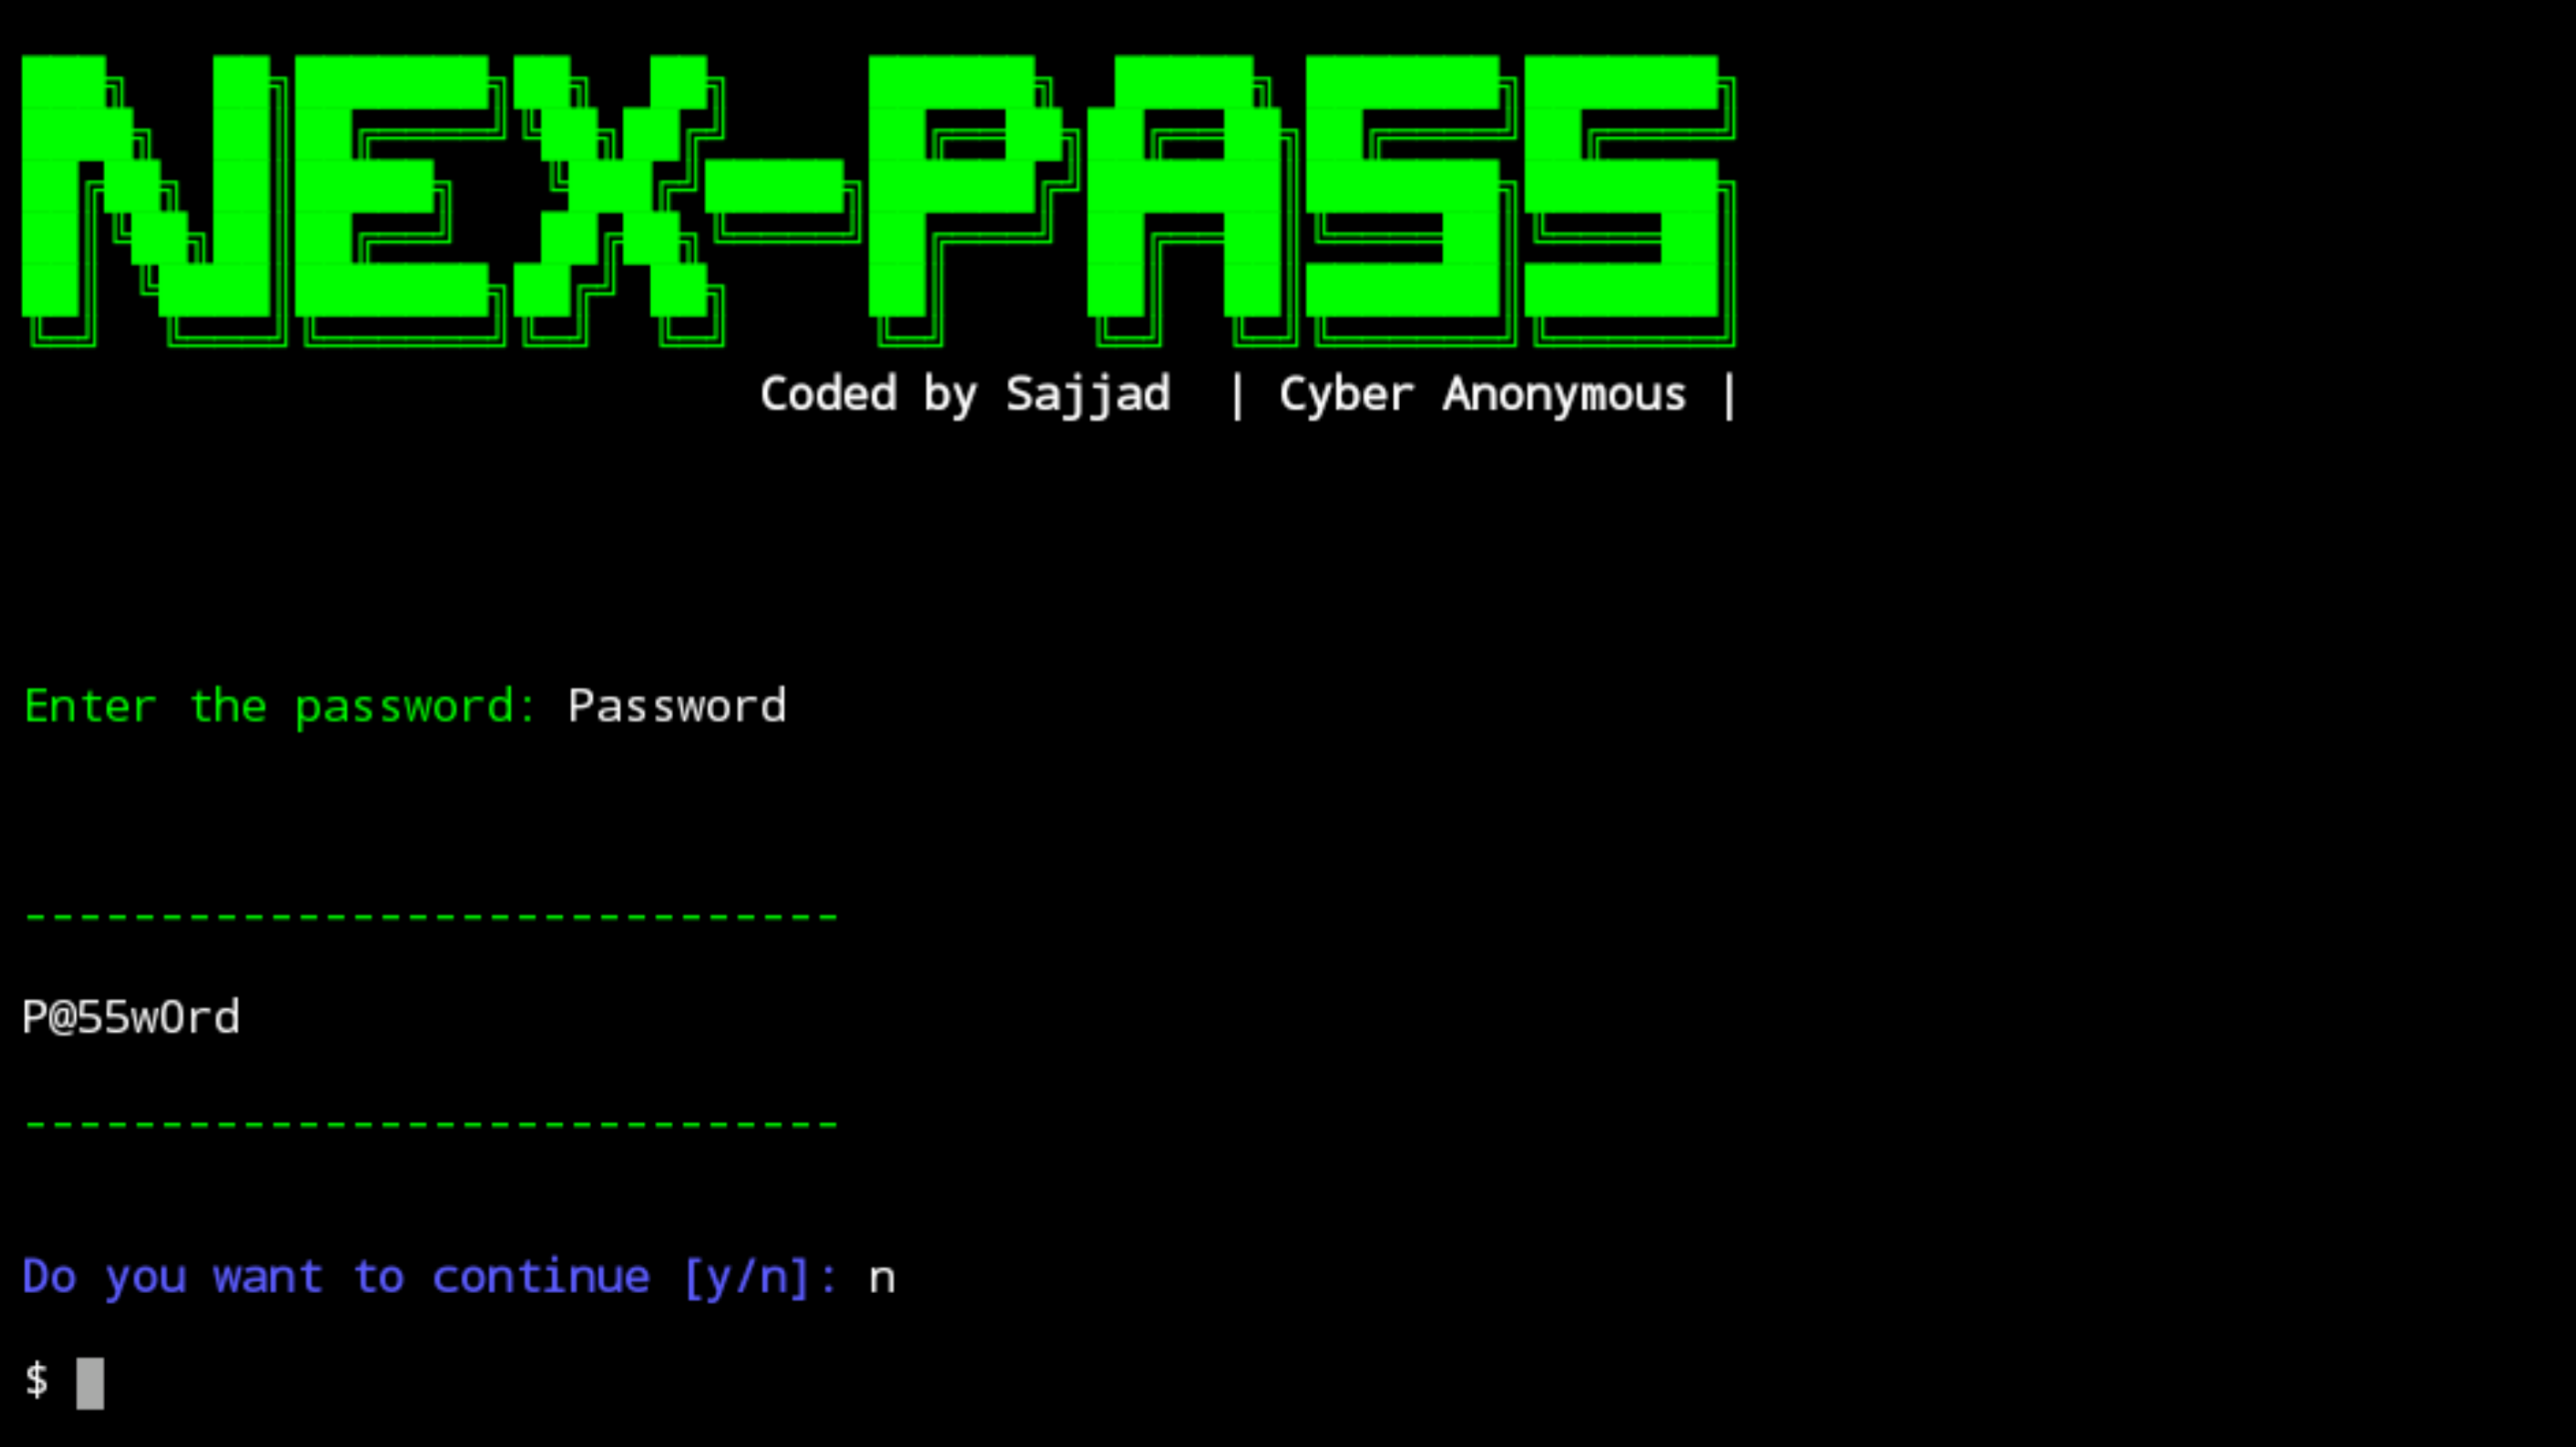 NEX-PASS
Coded by Sajjad | Cyber Anonymous |
Enter the password: Password
------------------------------
P@55w0rd
------------------------------
Do you want to continue [y/n]: n
$